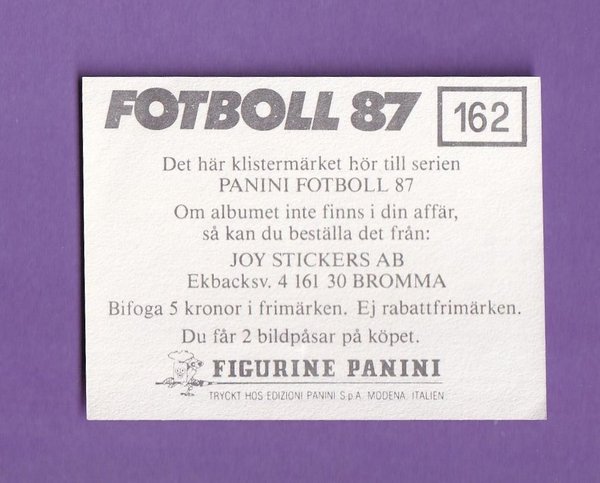 FOTBOLL 87 162
Det här klistermärket hör till serien
PANINI FOTBOLL 87
Om albumet inte finns i din affär,
så kan du beställa det från:
JOY STICKERS AB
Ekbacksv. 4 161 30 BROMMA
Bifoga 5 kronor i frimärken. Ej rabattfrimärken.
Du får 2 bildpåsar på köpet.
FIGURINE PANINI
TRYCKT HOS EDIZIONI PANINI S.p.A. MODENA, ITALIEN